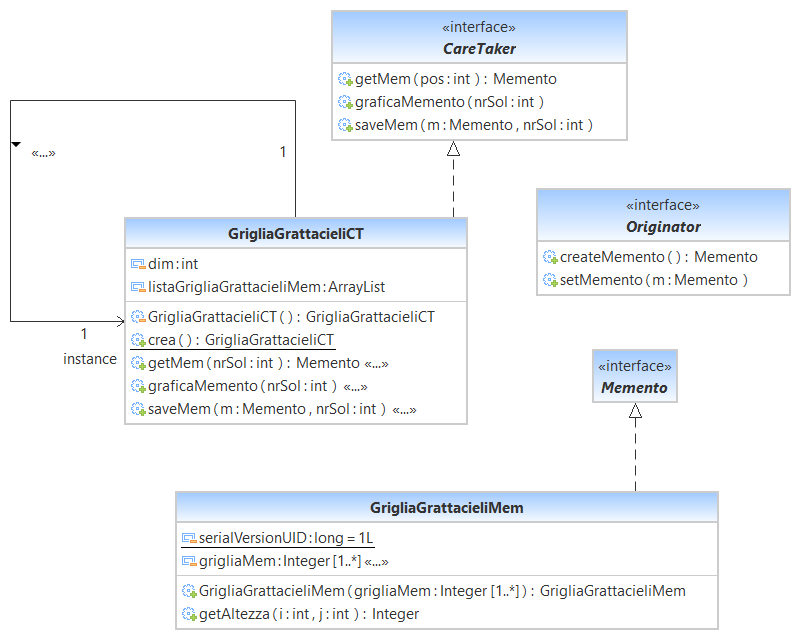 «interface»
CareTaker
getMem ( pos : int ) : Memento
graficaMemento ( nrSol : int )
saveMem ( m : Memento , nrSol : int )
«...»
1
GrigliaGrattacieliCT
dim : int
listaGrigliaGrattacieliMem : ArrayList
GrigliaGrattacieliCT ( ) : GrigliaGrattacieliCT
crea ( ) : GrigliaGrattacieliCT
getMem ( nrSol : int ) : Memento «...»
graficaMemento ( nrSol : int ) «...»
saveMem ( m : Memento , nrSol : int ) «...»
1
instance
«interface»
Originator
createMemento ( ) : Memento
setMemento ( m : Memento )
«interface»
Memento
GrigliaGrattacieliMem
serialVersionUID : long = 1L
grigliaMem : Integer [1..*] «...»
GrigliaGrattacieliMem ( grigliaMem : Integer [1..*] ) : GrigliaGrattacieliMem
getAltezza ( i : int , j : int ) : Integer